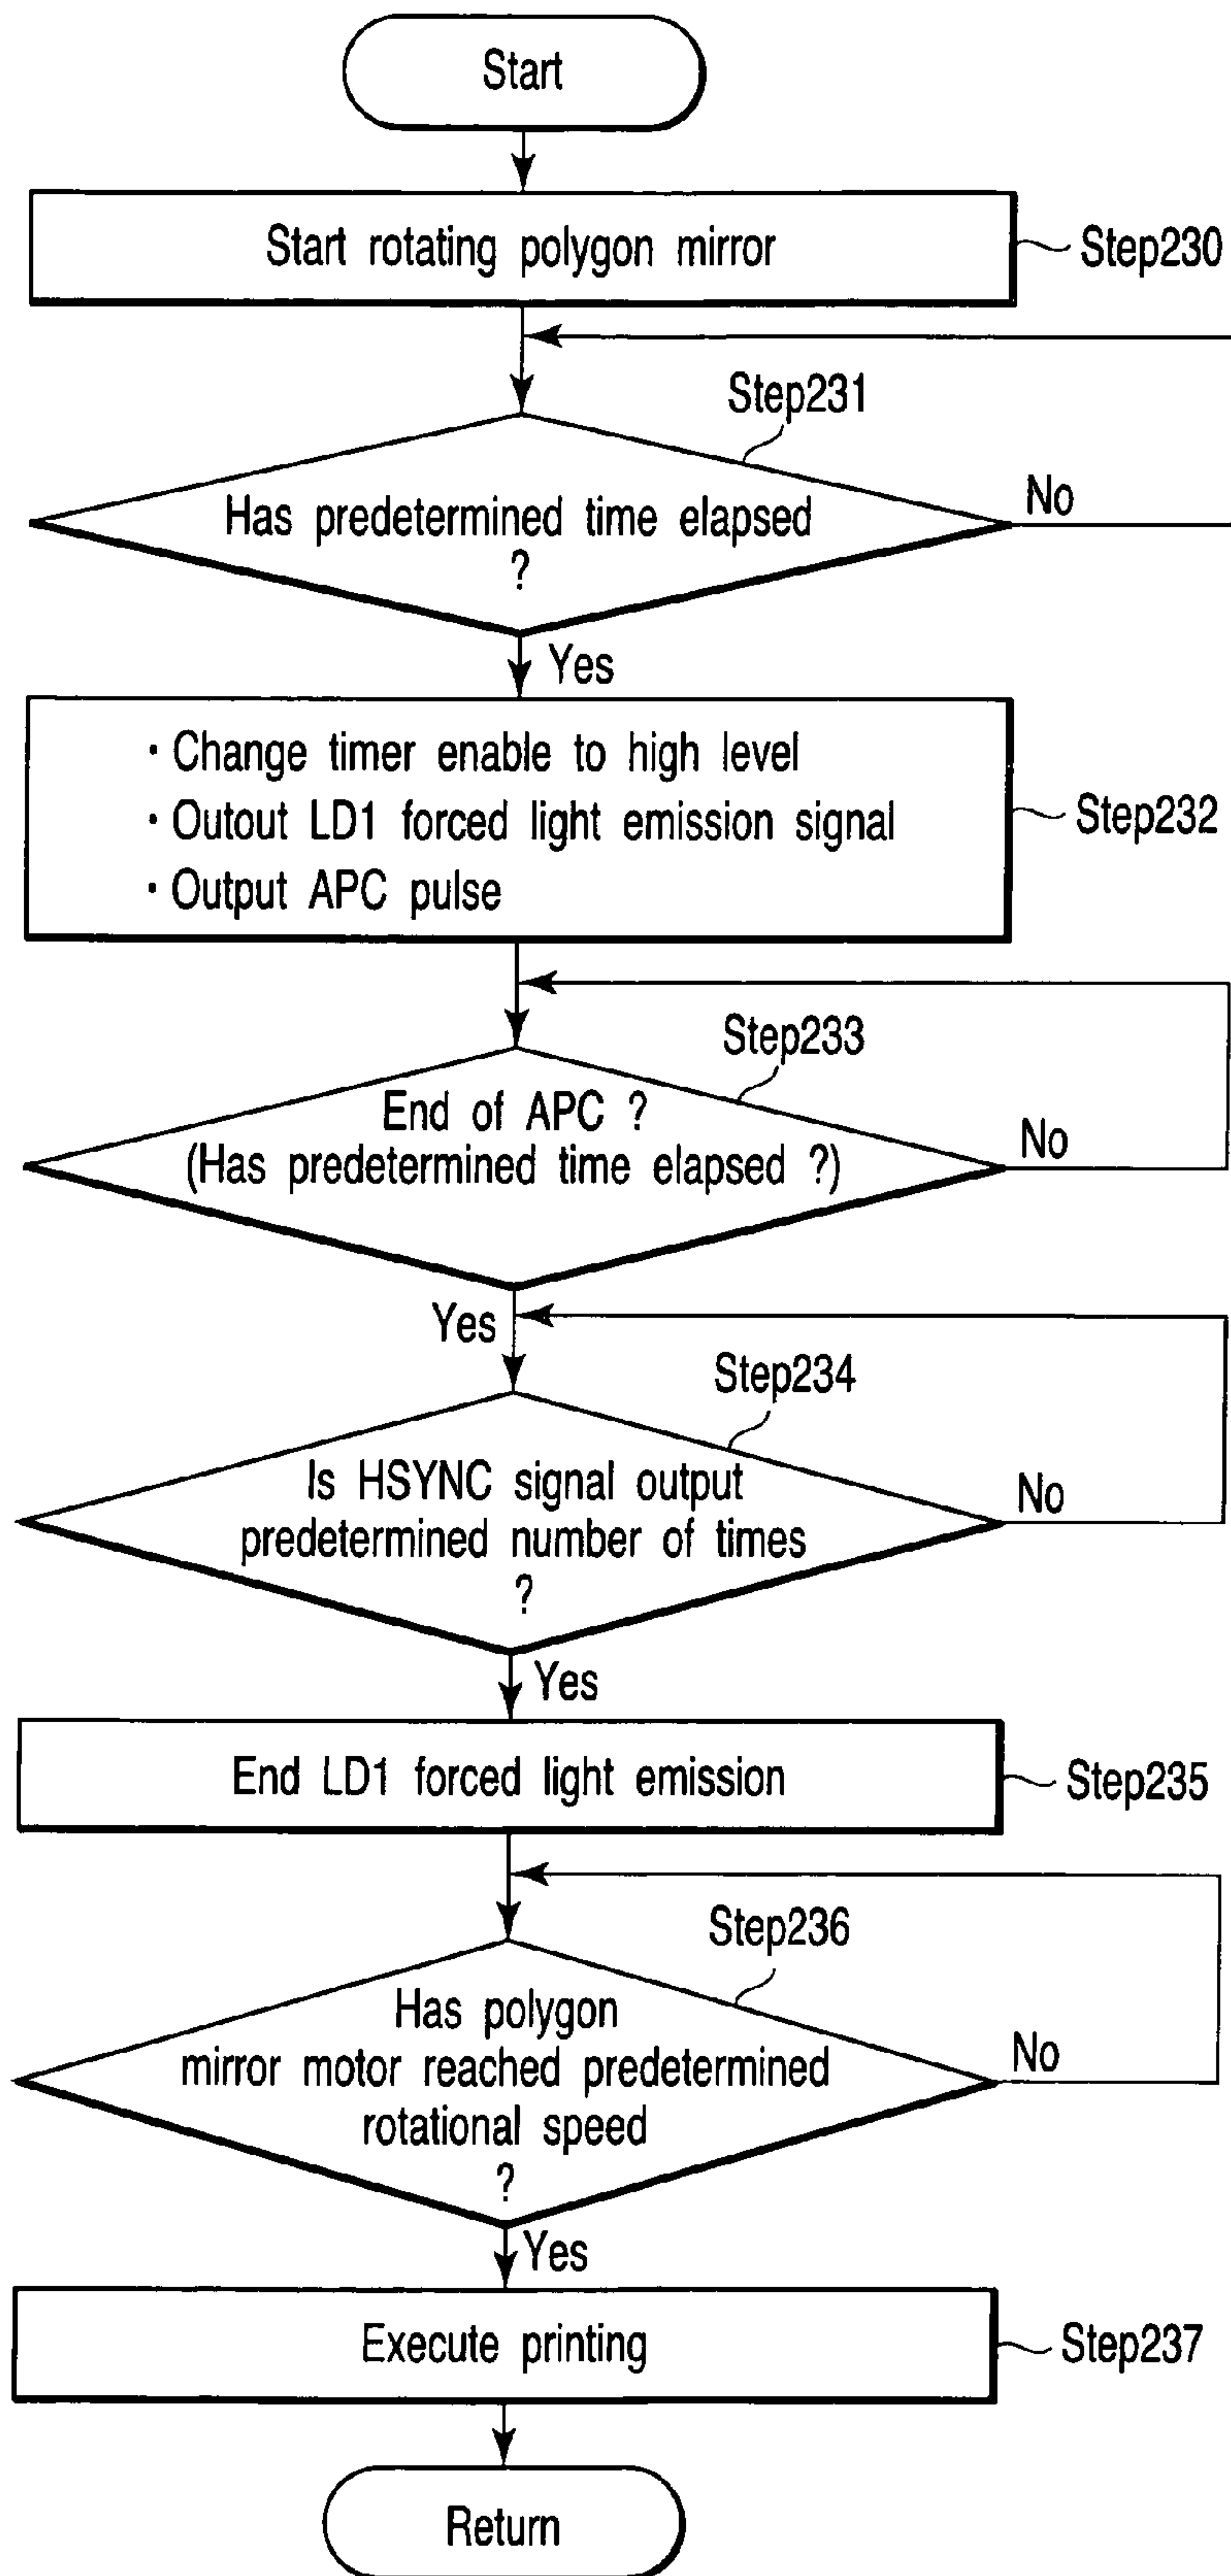 Start
Start rotating polygon mirror
Step230
Step231
Has predetermined time elapsed
?
No
Yes
· Change timer enable to high level
· Outout LD1 forced light emission signal
· Output APC pulse
Step232
Step233
End of APC ?
(Has predetermined time elapsed ?)
No
Yes
Step234
Is HSYNC signal output
predetermined number of times
?
No
Yes
End LD1 forced light emission
Step235
Step236
Has polygon
mirror motor reached predetermined
rotational speed
?
No
Yes
Execute printing
Step237
Return